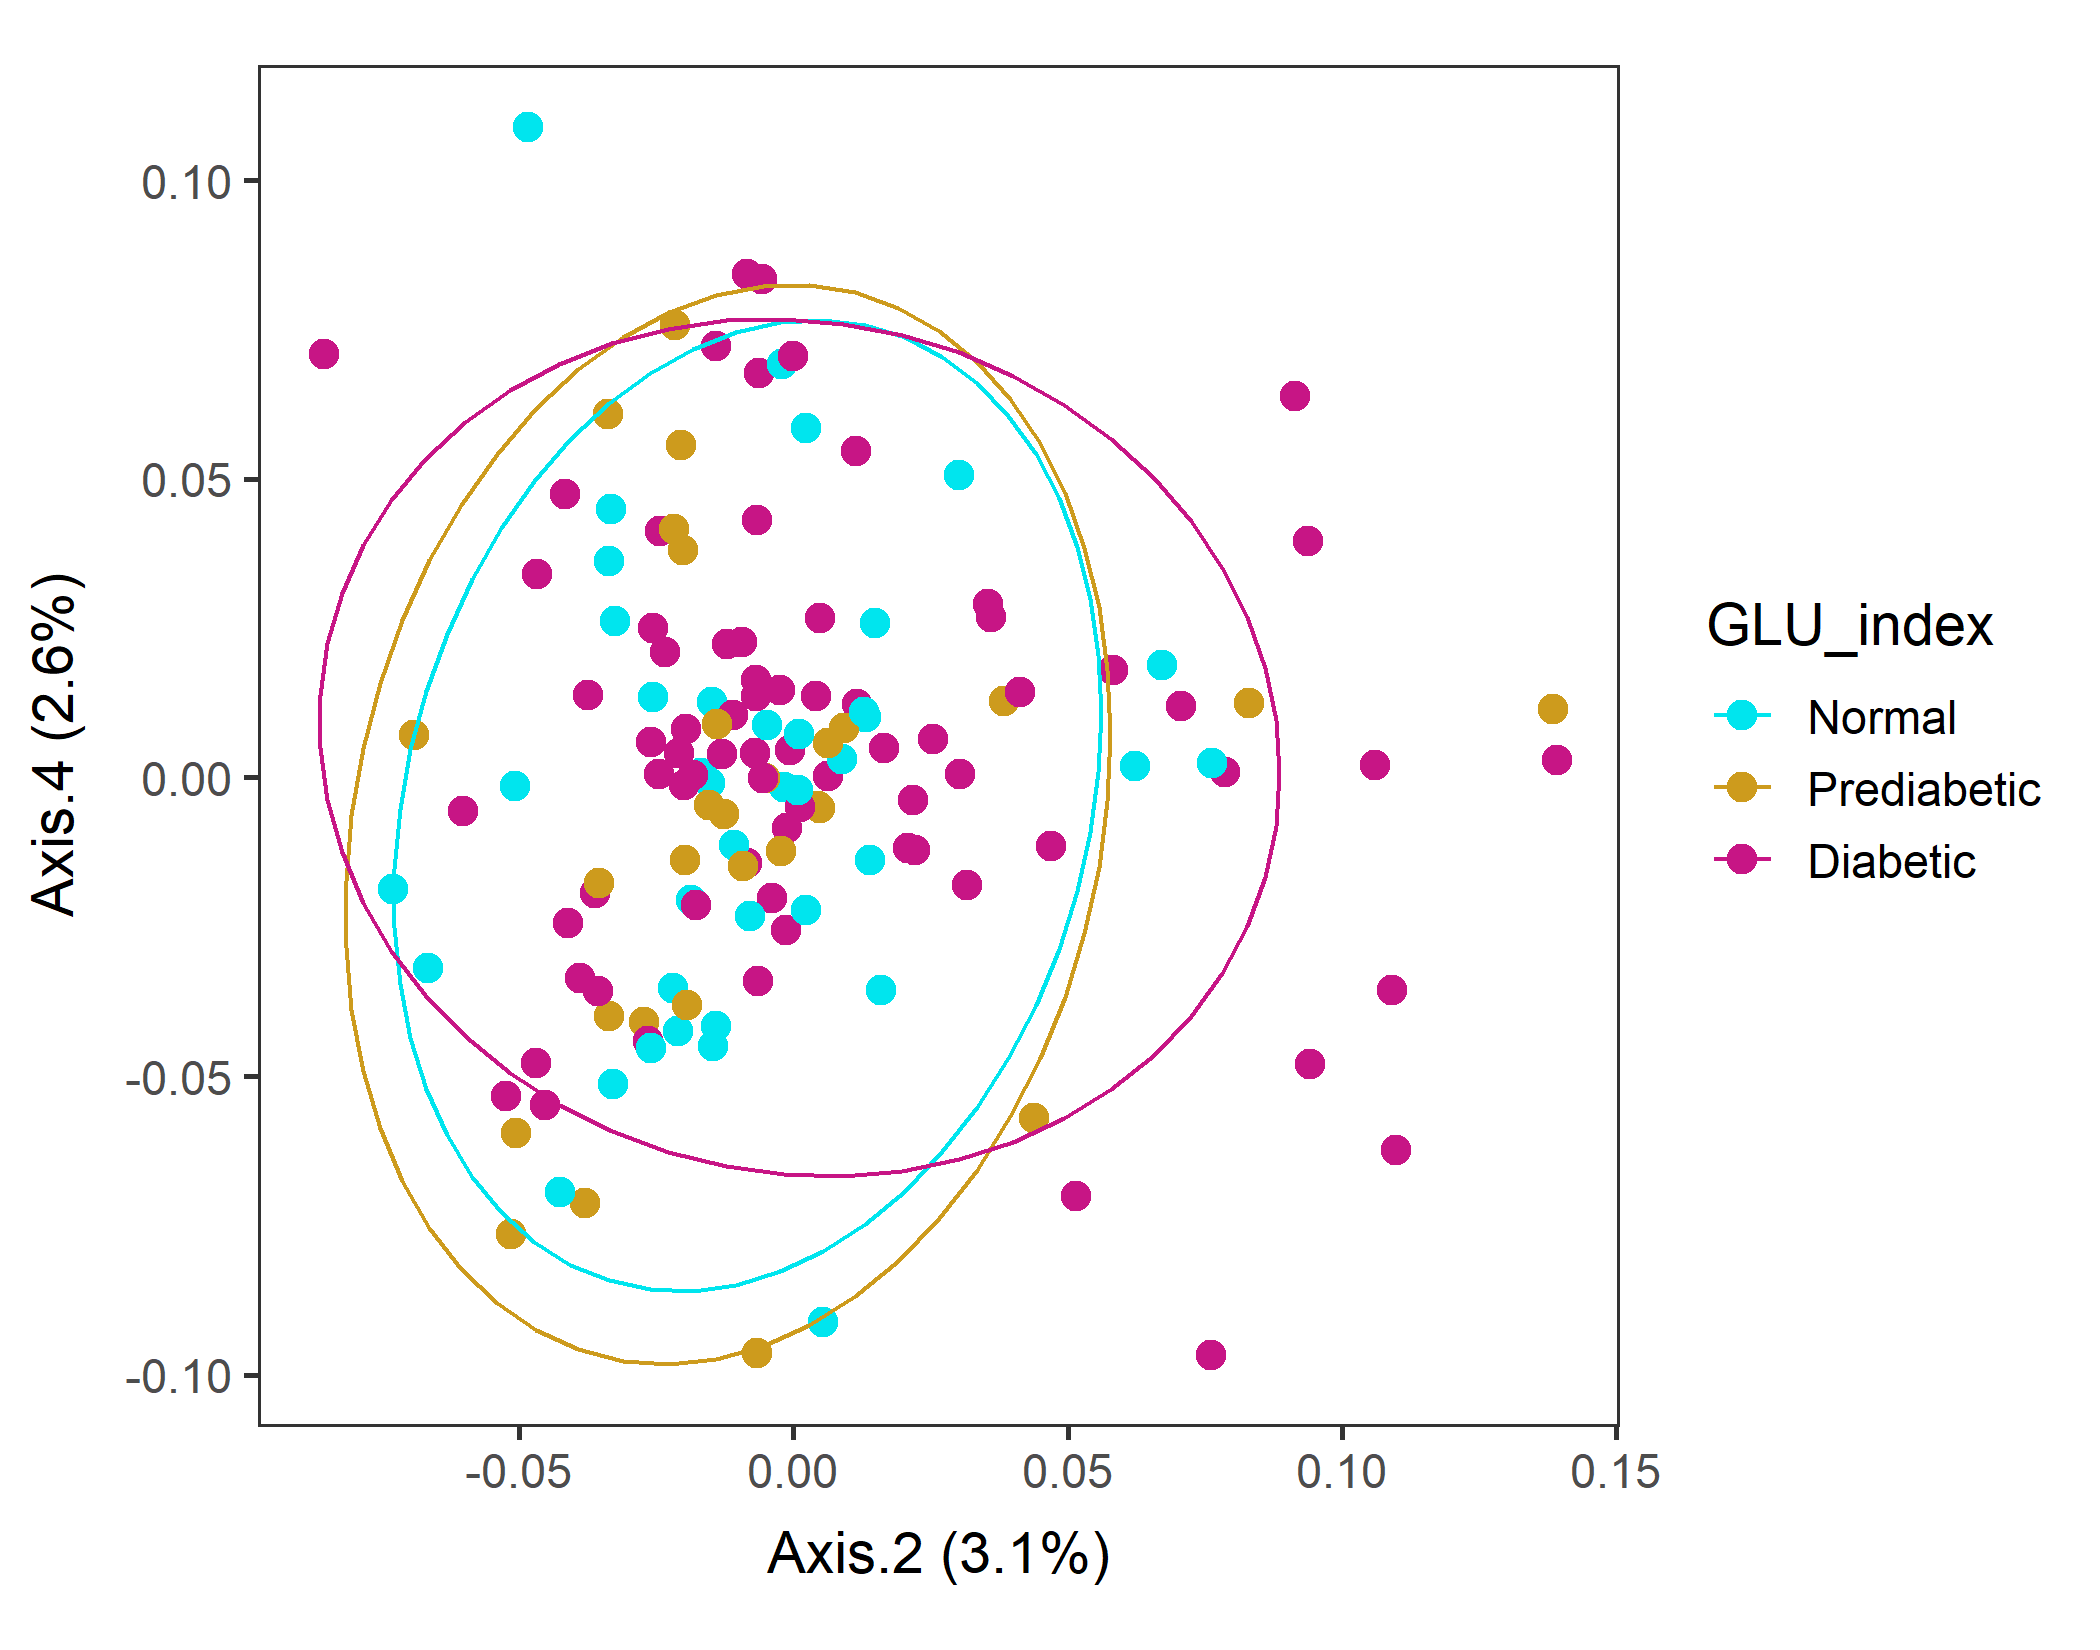 Axis.4 (2.6%)
0.10
0.05
0.00
-0.05
-0.10
-0.05
0.00
0.05
0.10
0.15
Axis.2 (3.1%)
GLU_index
Normal
Prediabetic
Diabetic